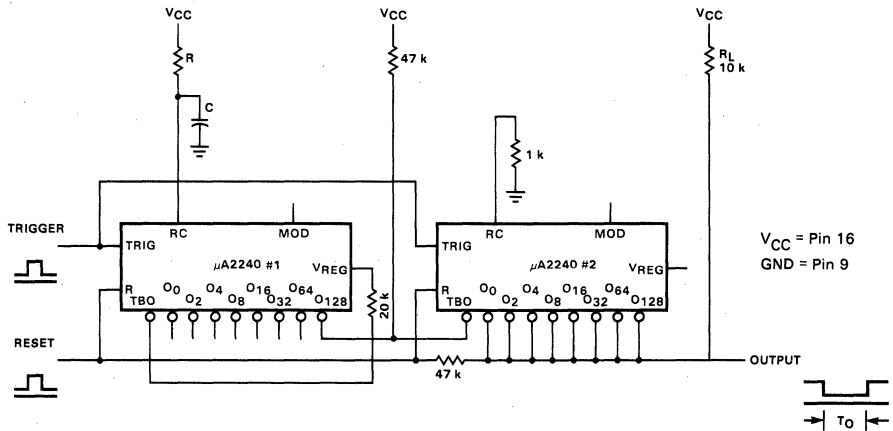 VCC VCC VCC
R 47 k RL 10 k
C
1 k
TRIGGER
RC MOD RC MOD
TRIG TRIG
VCC = Pin 16
GND = Pin 9
μA2240 #1 VREG μA2240 #2 VREG
R TBO O0 O2 O4 O8 O16 O32 O64 O128 20 k R TBO O0 O2 O4 O8 O16 O32 O64 O128
RESET
47 k
OUTPUT
TO